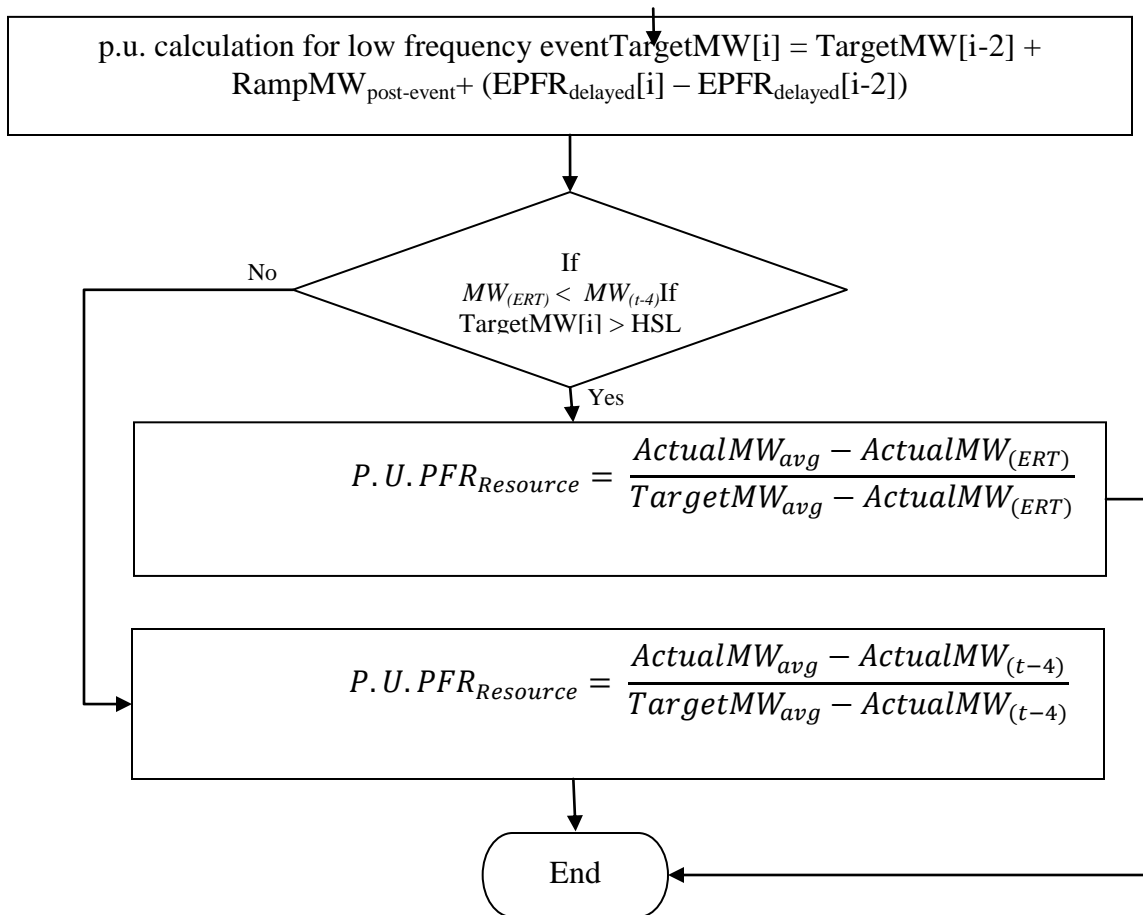 p.u. calculation for low frequency eventTargetMW[i] = TargetMW[i-2] +
RampMWpost-event+ (EPFRdelayed[i] – EPFRdelayed[i-2])
If
No
MW(ERT) < MW(t-4)If
TargetMW[i] > HSL
Yes
P.U.PFRResource = (ActualMWavg − ActualMW(ERT)) / (TargetMWavg − ActualMW(ERT))
P.U.PFRResource = (ActualMWavg − ActualMW(t−4)) / (TargetMWavg − ActualMW(t−4))
End